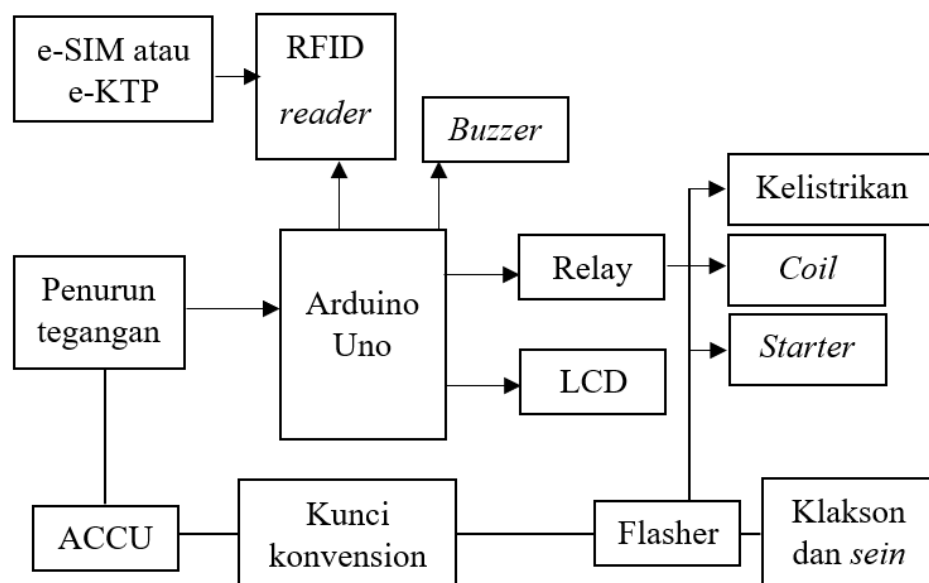 e-SIM atau
e-KTP
RFID
reader
Buzzer
Kelistrikan
Penurun
tegangan
Arduino
Uno
Relay
Coil
Starter
LCD
ACCU
Kunci
konvension
Flasher
Klakson
dan sein